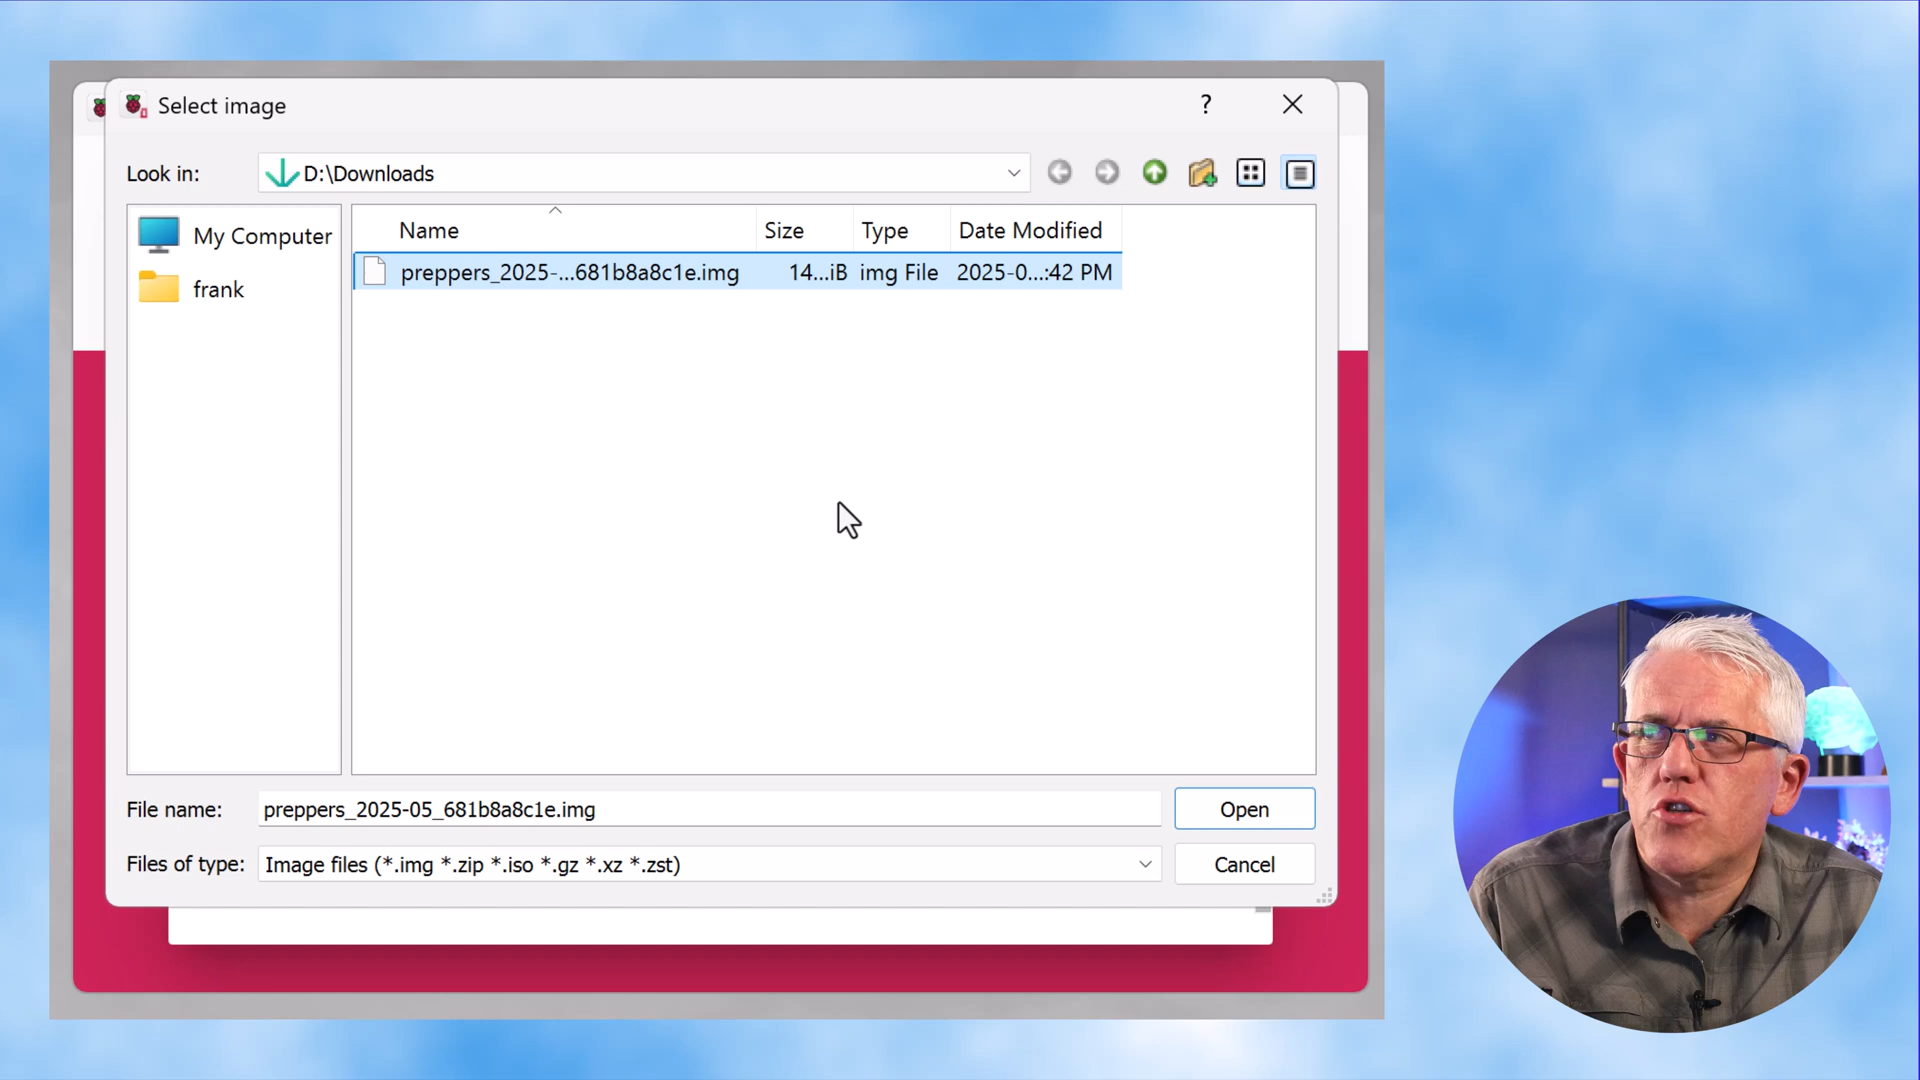 Select image
?
Look in:
D:\Downloads
My Computer
frank
Name
Size
Type
Date Modified
preppers_2025-...681b8a8c1e.img
14...iB
img File
2025-0...:42 PM
File name:
preppers_2025-05_681b8a8c1e.img
Open
Files of type:
Image files (*.img *.zip *.iso *.gz *.xz *.zst)
Cancel